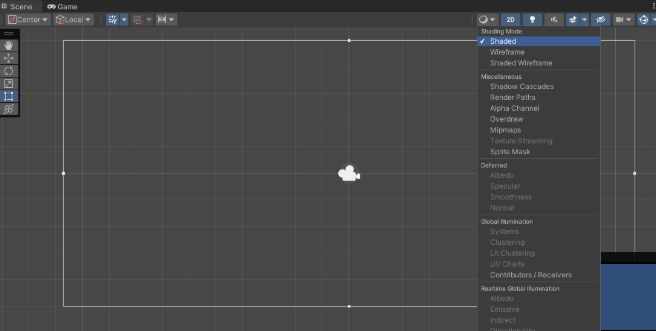 Scene Game
Center Local 2D
Shading Mode
Shaded
Wireframe
Shaded Wireframe
Miscellaneous
Shadow Cascades
Render Paths
Alpha Channel
Overdraw
Mipmaps
Texture Streaming
Sprite Mask
Deferred
Albedo
Specular
Smoothness
Normal
Global Illumination
Systems
Clustering
Lit Clustering
UV Charts
Contributors / Receivers
Realtime Global Illumination
Albedo
Emissive
Indirect